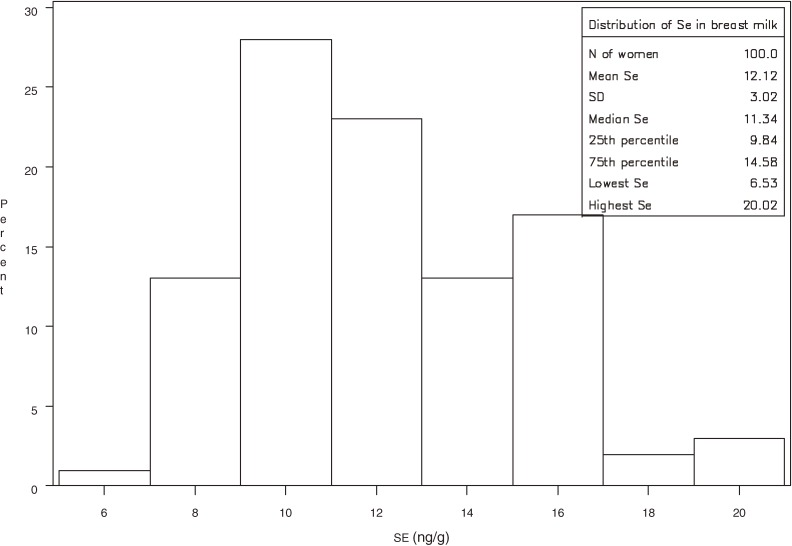 30
25
20
15
10
5
0
Percent
Distribution of Se in breast milk
N of women 100.0
Mean Se 12.12
SD 3.02
Median Se 11.34
25th percentile 9.84
75th percentile 14.58
Lowest Se 6.53
Highest Se 20.02
6 8 10 12 14 16 18 20
SE (ng/g)